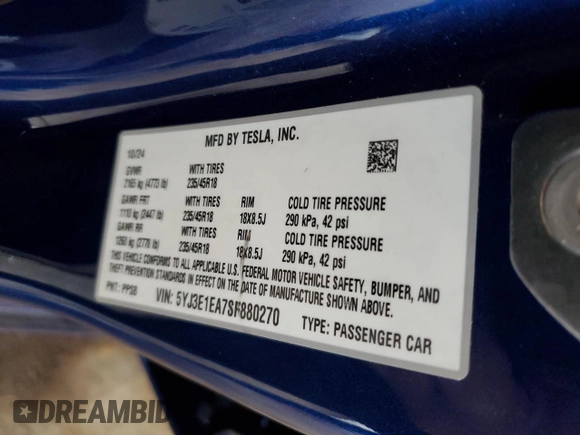 MFD BY TESLA, INC.
10/24
GVWR WITH TIRES
2165 kg (4773 lb) 235/45R18
GAWR FRT WITH TIRES RIM COLD TIRE PRESSURE
1110 kg (2447 lb) 235/45R18 18X8.5J 290 kPa, 42 psi
GAWR RR WITH TIRES RIM COLD TIRE PRESSURE
1260 kg (2778 lb) 235/45R18 18X8.5J 290 kPa, 42 psi
THIS VEHICLE CONFORMS TO ALL APPLICABLE U.S. FEDERAL MOTOR VEHICLE SAFETY, BUMPER, AND
THEFT PREVENTION STANDARDS IN EFFECT ON THE DATE OF MANUFACTURE SHOWN ABOVE.
PNT: PPSB VIN: 5YJ3E1EA7SF880270 TYPE: PASSENGER CAR
DREAMBID